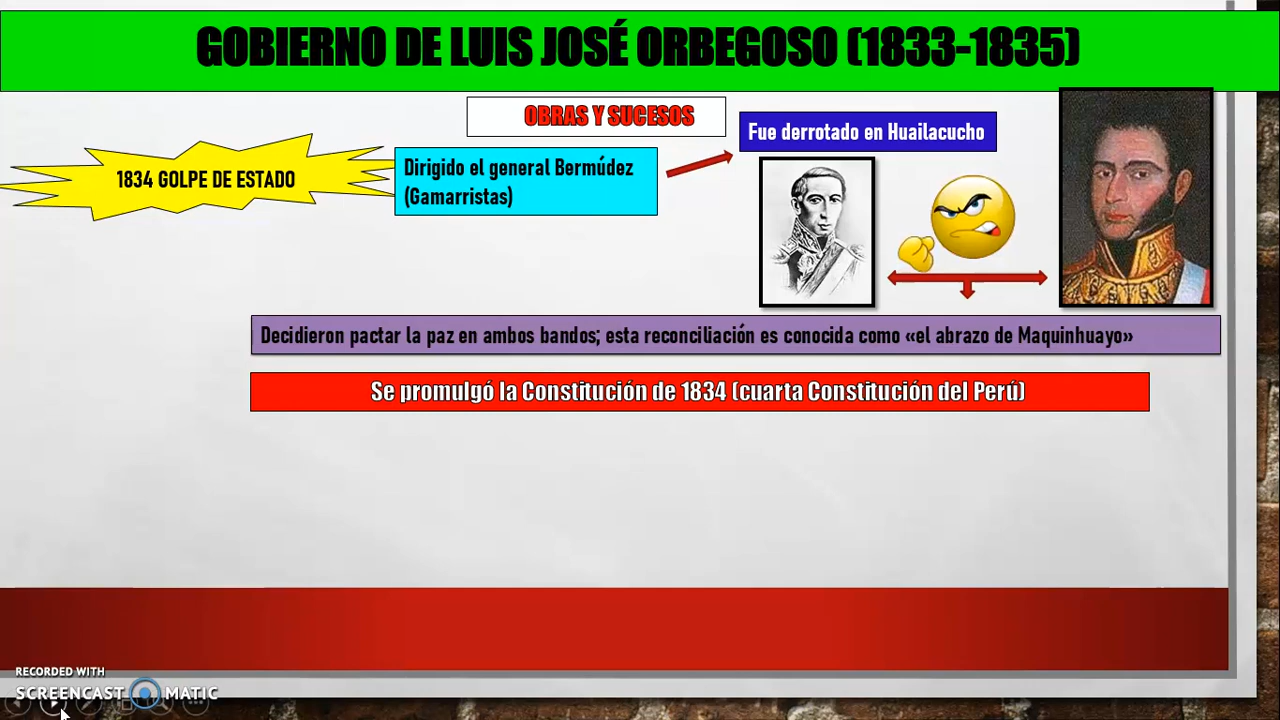 GOBIERNO DE LUIS JOSÉ ORBEGOSO (1833-1835)
OBRAS Y SUCESOS
1834 GOLPE DE ESTADO
Dirigido el general Bermúdez
(Gamarristas)
Fue derrotado en Huailacucho
Decidieron pactar la paz en ambos bandos; esta reconciliación es conocida como «el abrazo de Maquinhuayo»
Se promulgó la Constitución de 1834 (cuarta Constitución del Perú)
RECORDED WITH
SCREENCAST MATIC